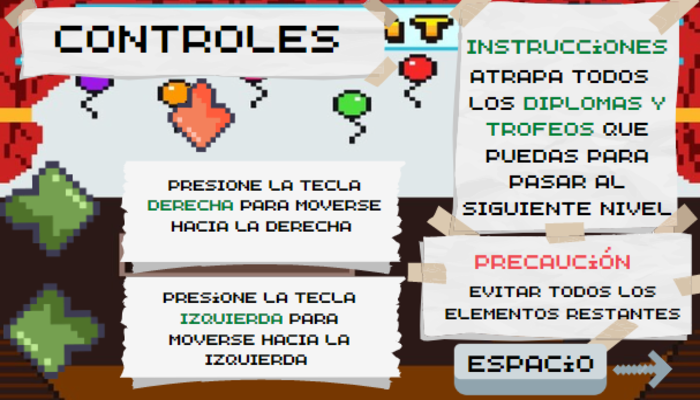 CONTROLES
PRESIONE LA TECLA
DERECHA PARA MOVERSE
HACIA LA DERECHA
PRESIONE LA TECLA
IZQUIERDA PARA
MOVERSE HACIA LA
IZQUIERDA
INSTRUCCIONES
ATRAPA TODOS
LOS DIPLOMAS Y
TROFEOS QUE
PUEDAS PARA
PASAR AL
SIGUIENTE NIVEL
PRECAUCIÓN
EVITAR TODOS LOS
ELEMENTOS RESTANTES
ESPACIO